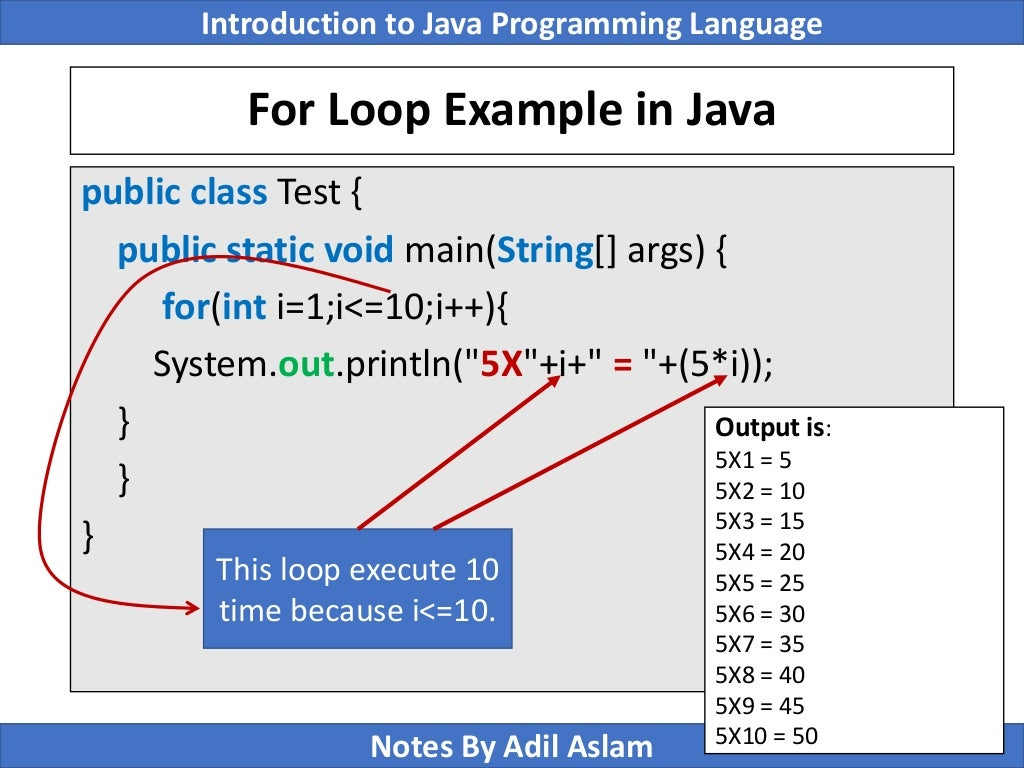 Introduction to Java Programming Language
For Loop Example in Java
public class Test {
public static void main(String[] args) {
for(int i=1;i<=10;i++){
System.out.println("5X"+i+" = "+(5*i));
}
}
}
This loop execute 10
time because i<=10.
Output is:
5X1 = 5
5X2 = 10
5X3 = 15
5X4 = 20
5X5 = 25
5X6 = 30
5X7 = 35
5X8 = 40
5X9 = 45
5X10 = 50
Notes By Adil Aslam